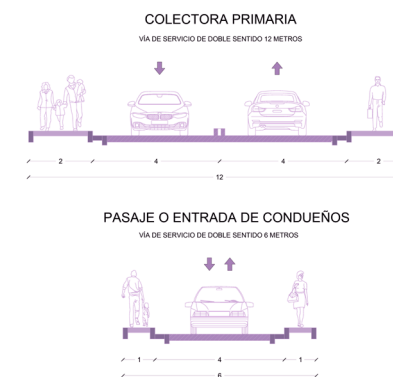 COLECTORA PRIMARIA
VÍA DE SERVICIO DE DOBLE SENTIDO 12 METROS
2 4 4 2
12
PASAJE O ENTRADA DE CONDUEÑOS
VÍA DE SERVICIO DE DOBLE SENTIDO 6 METROS
1 4 1
6